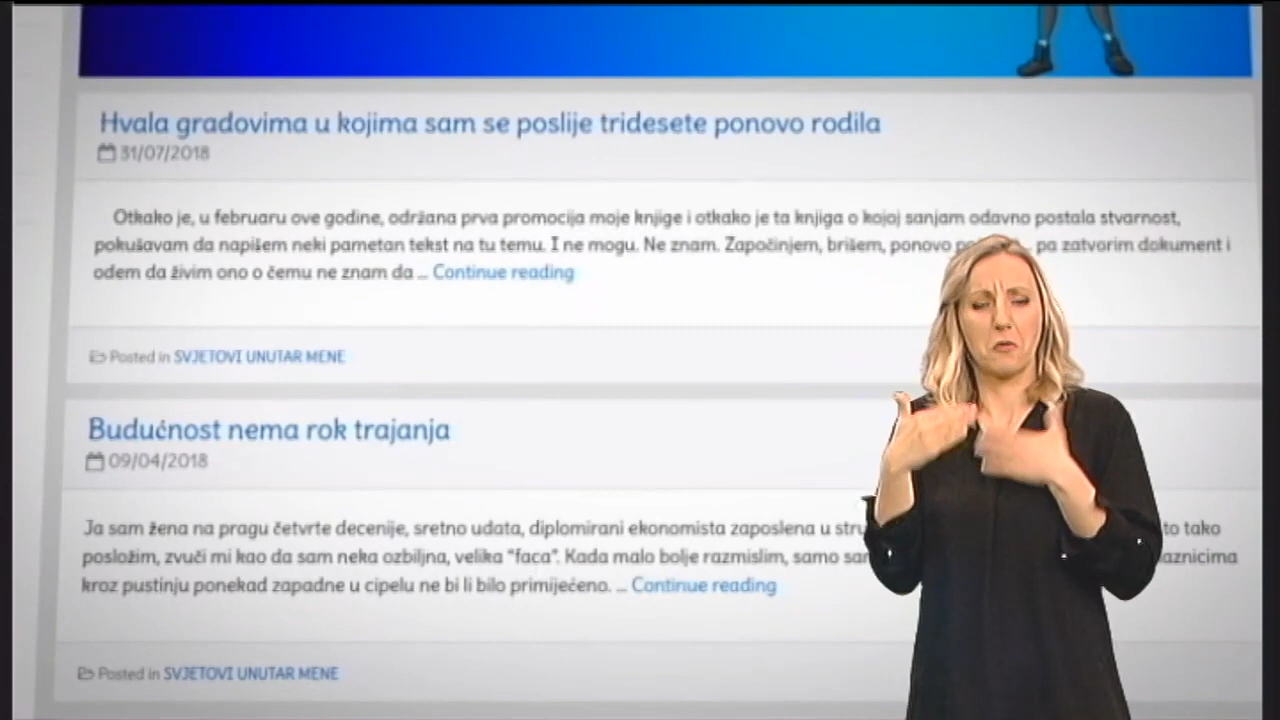 Hvala gradovima u kojima sam se poslije tridesete ponovo rodila
31/07/2018
Otkako je, u februaru ove godine, održana prva promocija moje knjige i otkako je ta knjiga o kojoj sanjam odavno postala stvarnost,
pokušavam da napišem neki pametan tekst na tu temu. I ne mogu. Ne znam. Započinjem, brišem, ponovo pa zatvorim dokument i
odem da živim ono o čemu ne znam da ... Continue reading
Posted in SVJETOVI UNUTAR MENE
Budućnost nema rok trajanja
09/04/2018
Ja sam žena na pragu četvrte decenije, sretno udata, diplomirani ekonomista zaposlena u to tako
posložim, zvuči mi kao da sam neka ozbiljna, velika "faca". Kada malo bolje razmislim, samo
kroz pustinju ponekad zapadne u cipelu ne bi li bilo primijećeno. ... Continue reading
Posted in SVJETOVI UNUTAR MENE